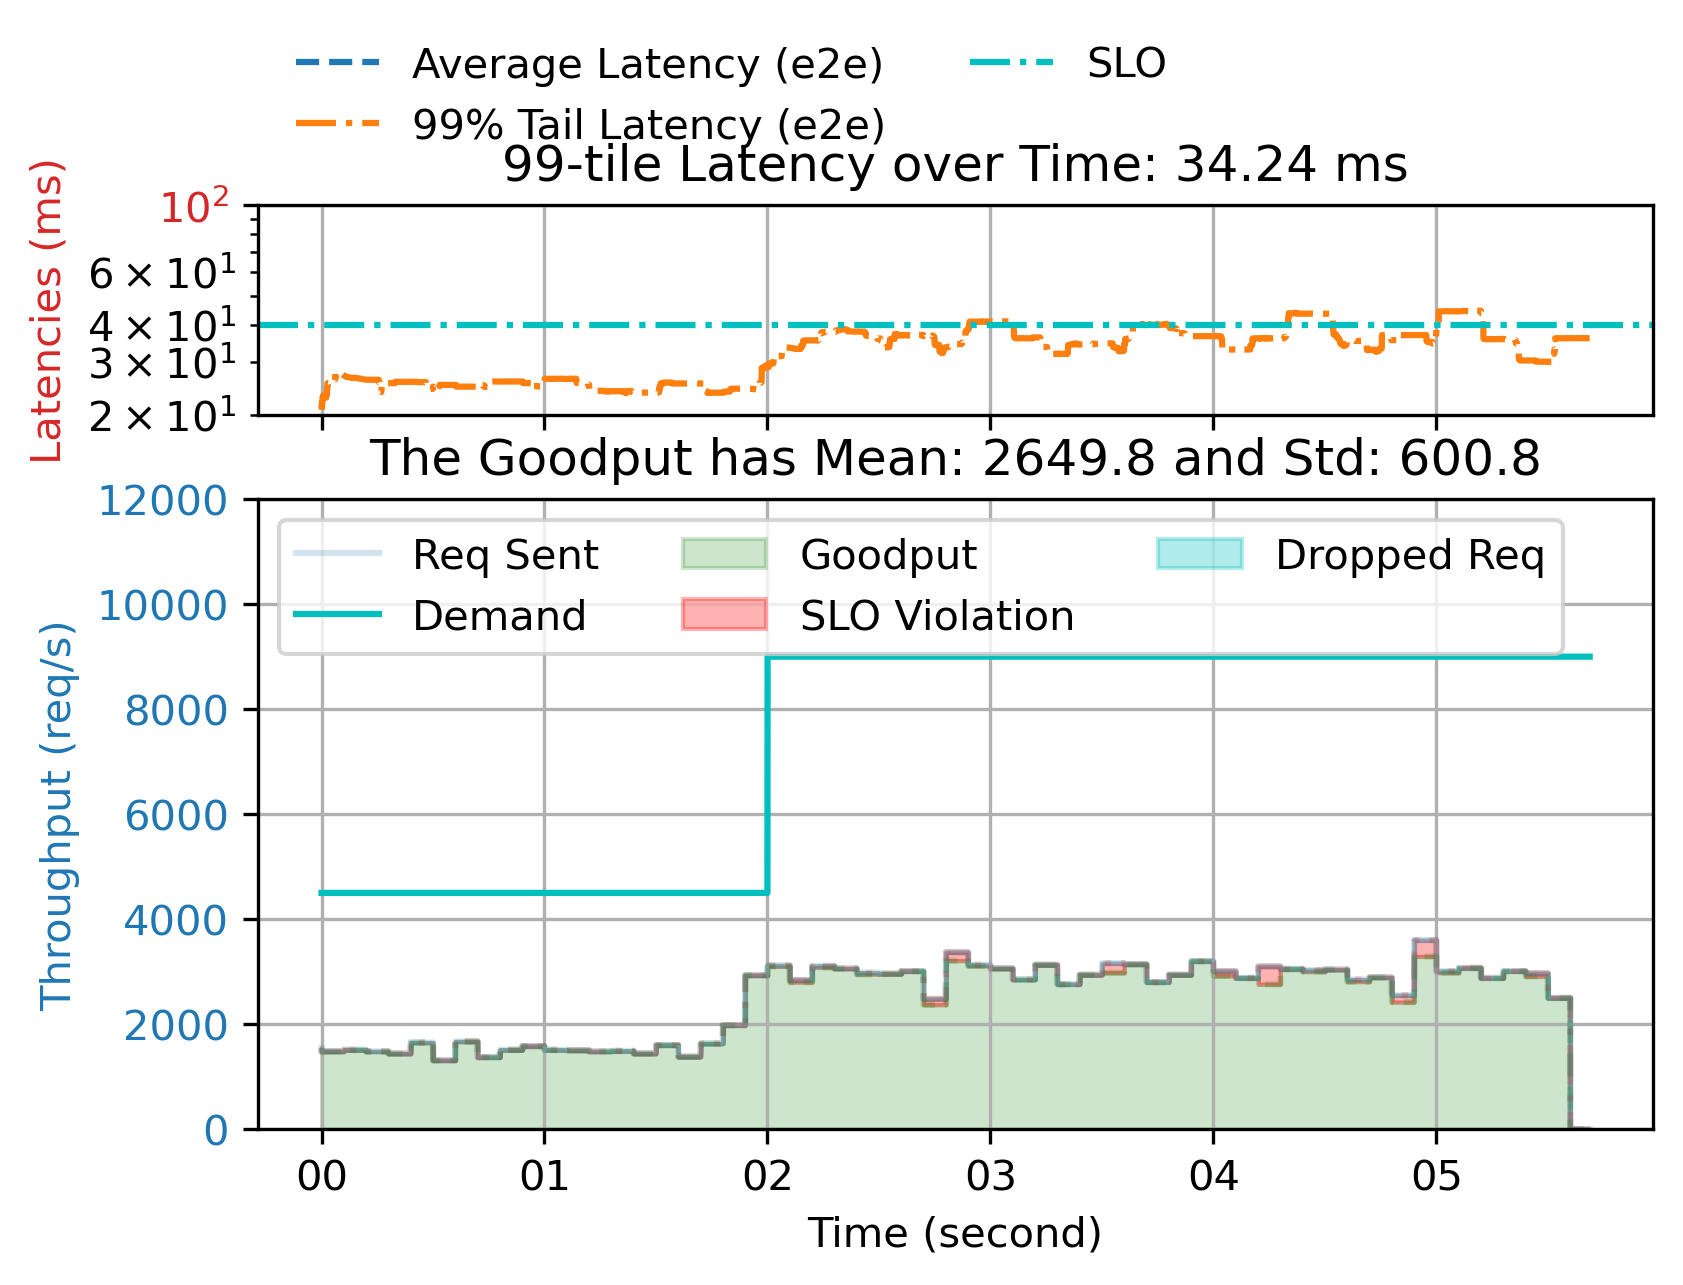 Average Latency (e2e)
SLO
99% Tail Latency (e2e)
99-tile Latency over Time: 34.24 ms
Latencies (ms)
10²
6 × 10¹
4 × 10¹
3 × 10¹
2 × 10¹
The Goodput has Mean: 2649.8 and Std: 600.8
Throughput (req/s)
12000
10000
8000
6000
4000
2000
0
Req Sent
Goodput
Dropped Req
Demand
SLO Violation
00 01 02 03 04 05
Time (second)